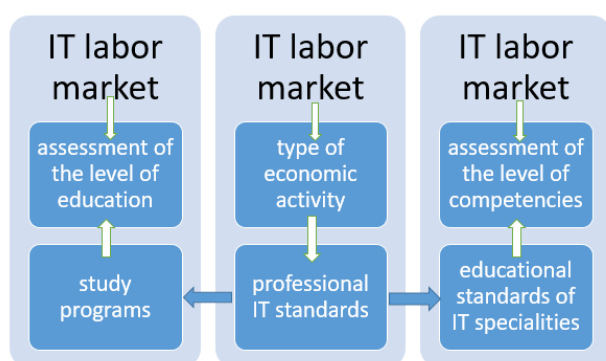 IT labor
market
assessment of
the level of
education
study
programs
IT labor
market
type of
economic
activity
professional
IT standards
IT labor
market
assessment of
the level of
competencies
educational
standards of
IT specialities